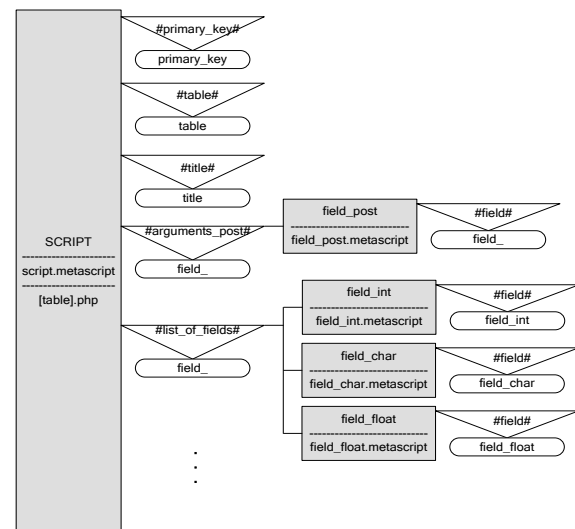 SCRIPT
script.metascript
[table].php
#primary_key#
primary_key
#table#
table
#title#
title
#arguments_post#
field_
field_post
field_post.metascript
#field#
field_
#list_of_fields#
field_
field_int
field_int.metascript
#field#
field_int
field_char
field_char.metascript
#field#
field_char
field_float
field_float.metascript
#field#
field_float